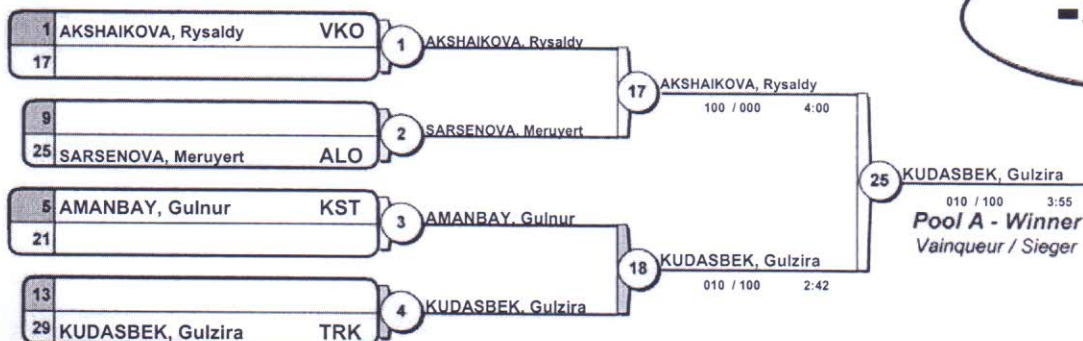 1 AKSHAIKOVA, Rysaldy VKO
17
1
AKSHAIKOVA, Rysaldy
9
25 SARSENOVA, Meruyert ALO
2
SARSENOVA, Meruyert
17
AKSHAIKOVA, Rysaldy
100 / 000 4:00
5 AMANBAY, Gulnur KST
21
3
AMANBAY, Gulnur
13
29 KUDASBEK, Gulzira TRK
4
KUDASBEK, Gulzira
18
KUDASBEK, Gulzira
010 / 100 2:42
25
KUDASBEK, Gulzira
010 / 100 3:55
Pool A - Winner
Vainqueur / Sieger